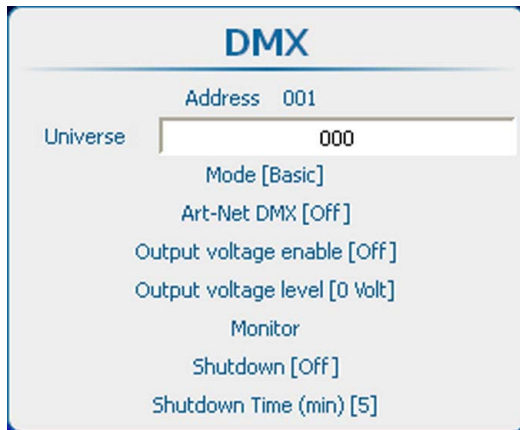 DMX
Address 001
Universe 000
Mode [Basic]
Art-Net DMX [Off]
Output voltage enable [Off]
Output voltage level [0 Volt]
Monitor
Shutdown [Off]
Shutdown Time (min) [5]